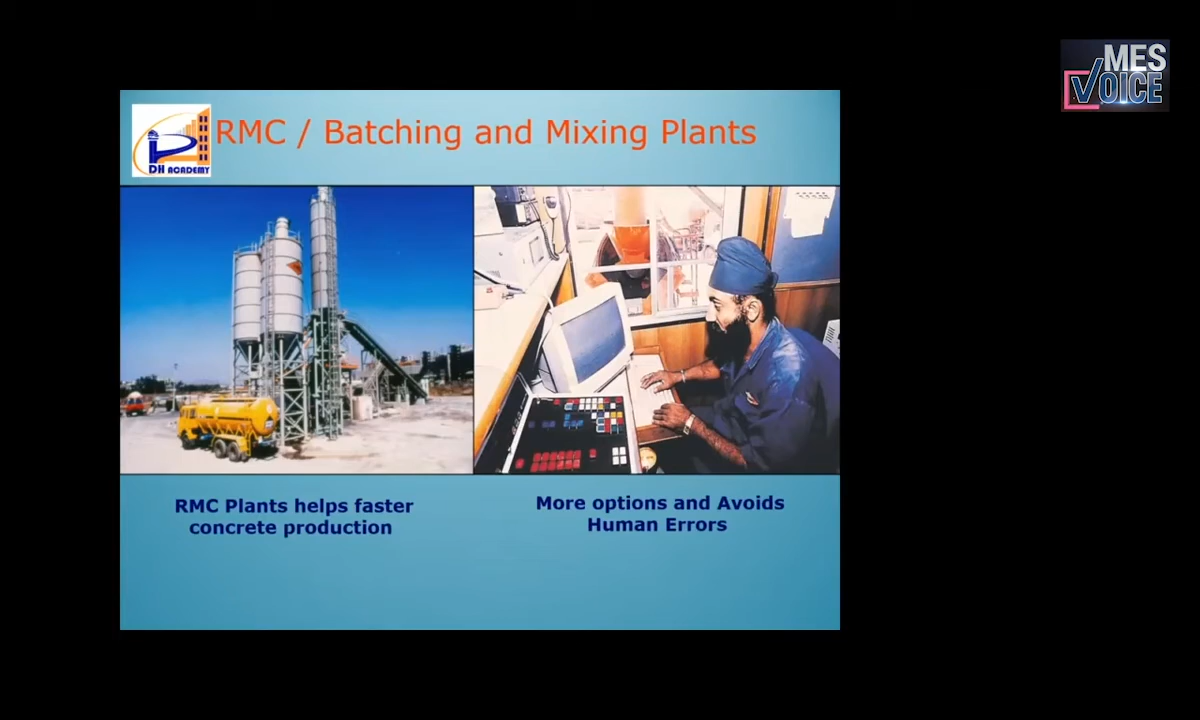 MES
VOICE
DH ACADEMY
RMC / Batching and Mixing Plants
RMC Plants helps faster
concrete production
More options and Avoids
Human Errors